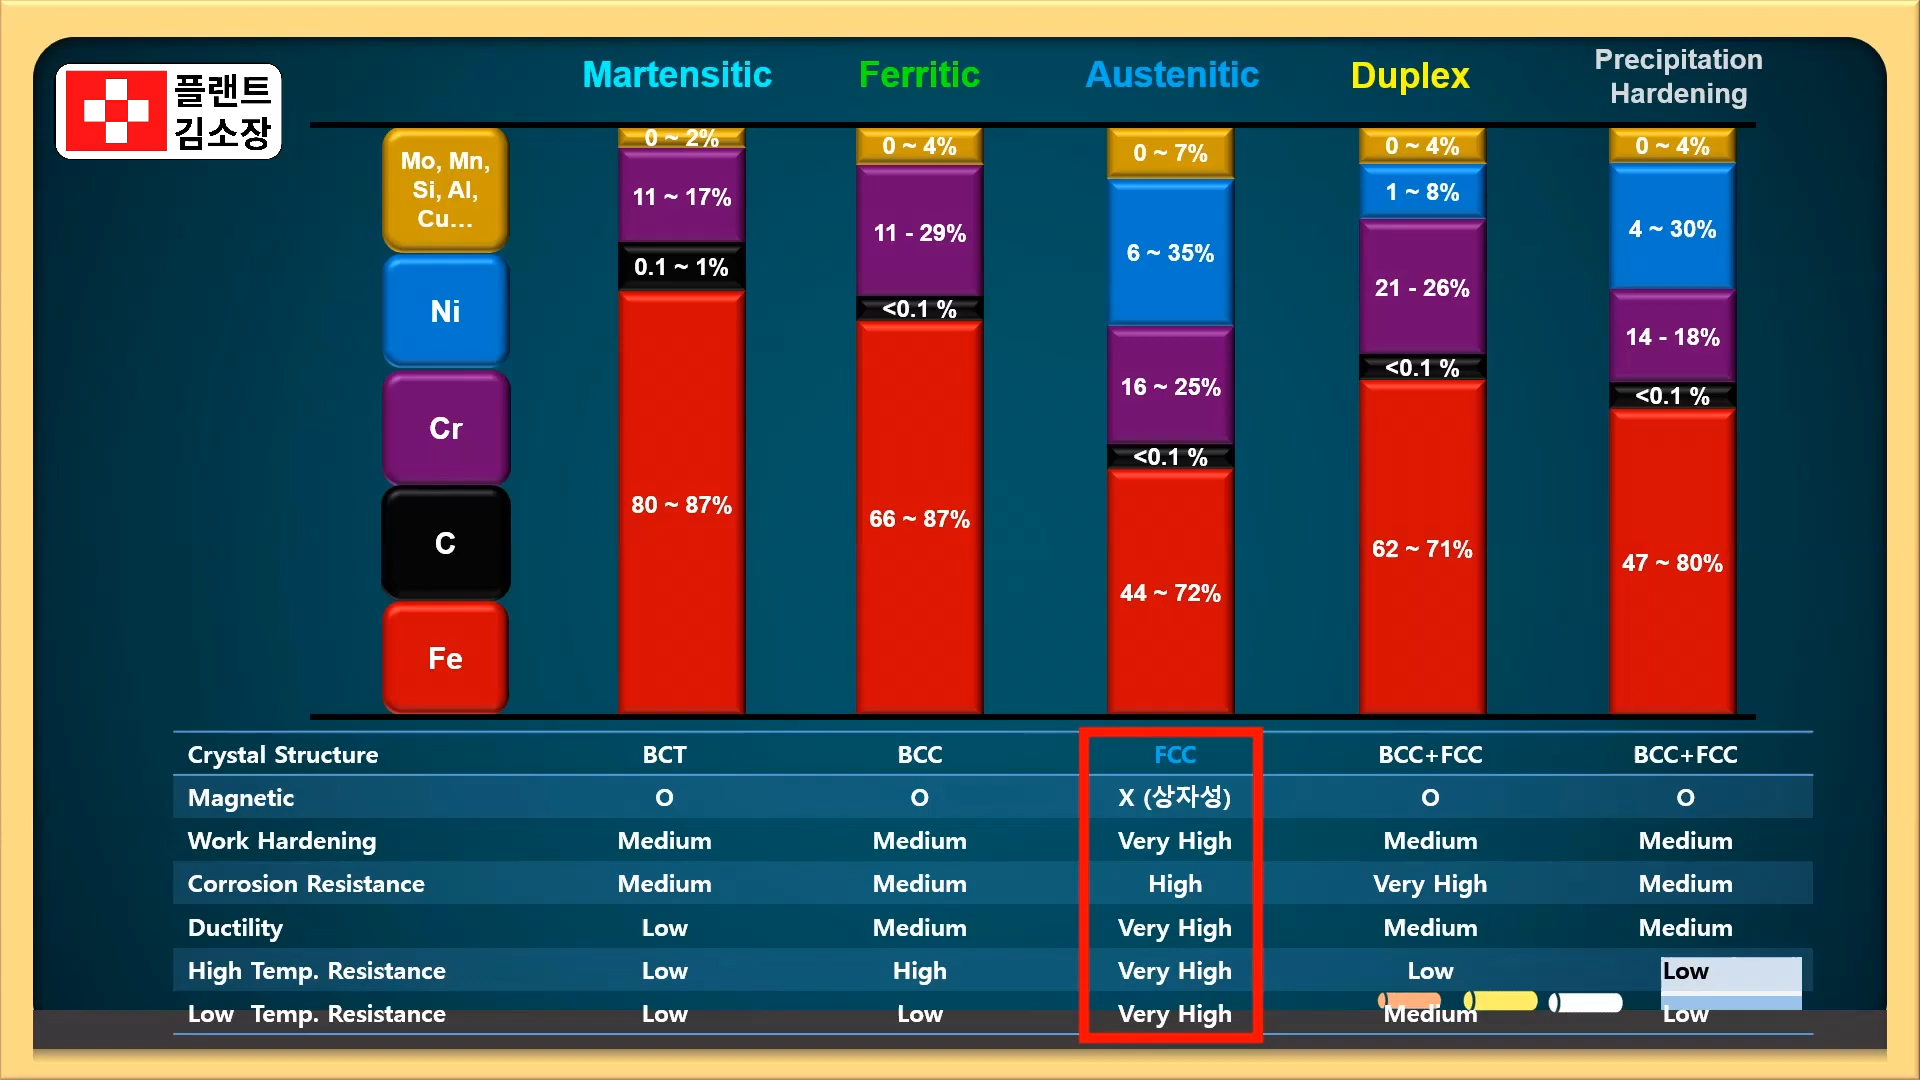 플랜트
김소장
Martensitic Ferritic Austenitic Duplex Precipitation
Hardening
Mo, Mn,
Si, Al,
Cu...
Ni
Cr
C
Fe
0 ~ 2%
11 ~ 17%
0.1 ~ 1%
80 ~ 87%
0 ~ 4%
11 - 29%
<0.1 %
66 ~ 87%
0 ~ 7%
6 ~ 35%
16 ~ 25%
<0.1 %
44 ~ 72%
0 ~ 4%
1 ~ 8%
21 - 26%
<0.1 %
62 ~ 71%
0 ~ 4%
4 ~ 30%
14 - 18%
<0.1 %
47 ~ 80%
Crystal Structure BCT BCC FCC BCC+FCC BCC+FCC
Magnetic O O X (상자성) O O
Work Hardening Medium Medium Very High Medium Medium
Corrosion Resistance Medium Medium High Very High Medium
Ductility Low Medium Very High Medium Medium
High Temp. Resistance Low High Very High Low Low
Low Temp. Resistance Low Low Very High Medium Low